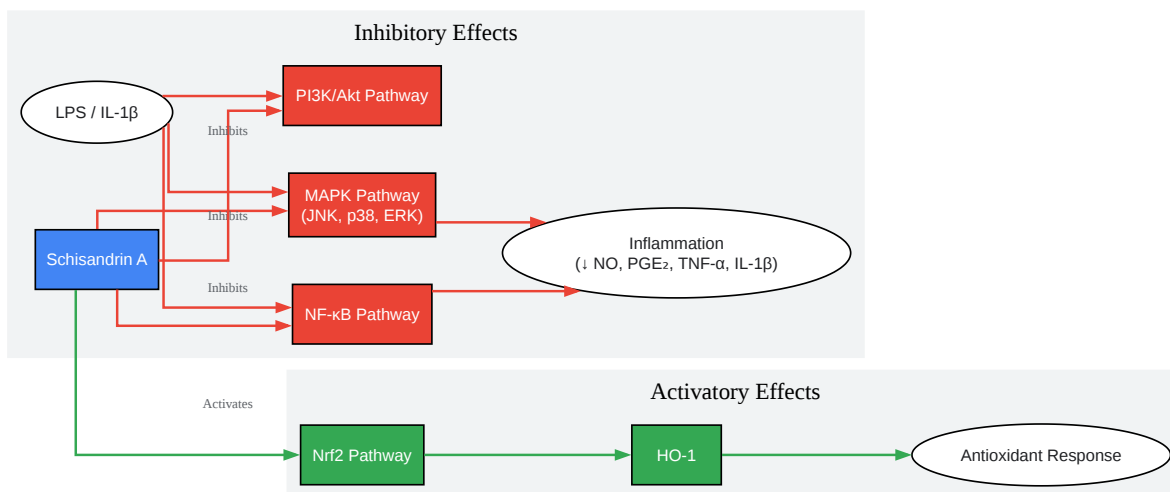 Inhibitory Effects
LPS / IL-1β
PI3K/Akt Pathway
Inhibits
MAPK Pathway
(JNK, p38, ERK)
Inhibits
Schisandrin A
Inflammation
(↓ NO, PGE₂, TNF-α, IL-1β)
Inhibits
NF-κB Pathway
Activatory Effects
Activates
Nrf2 Pathway
HO-1
Antioxidant Response